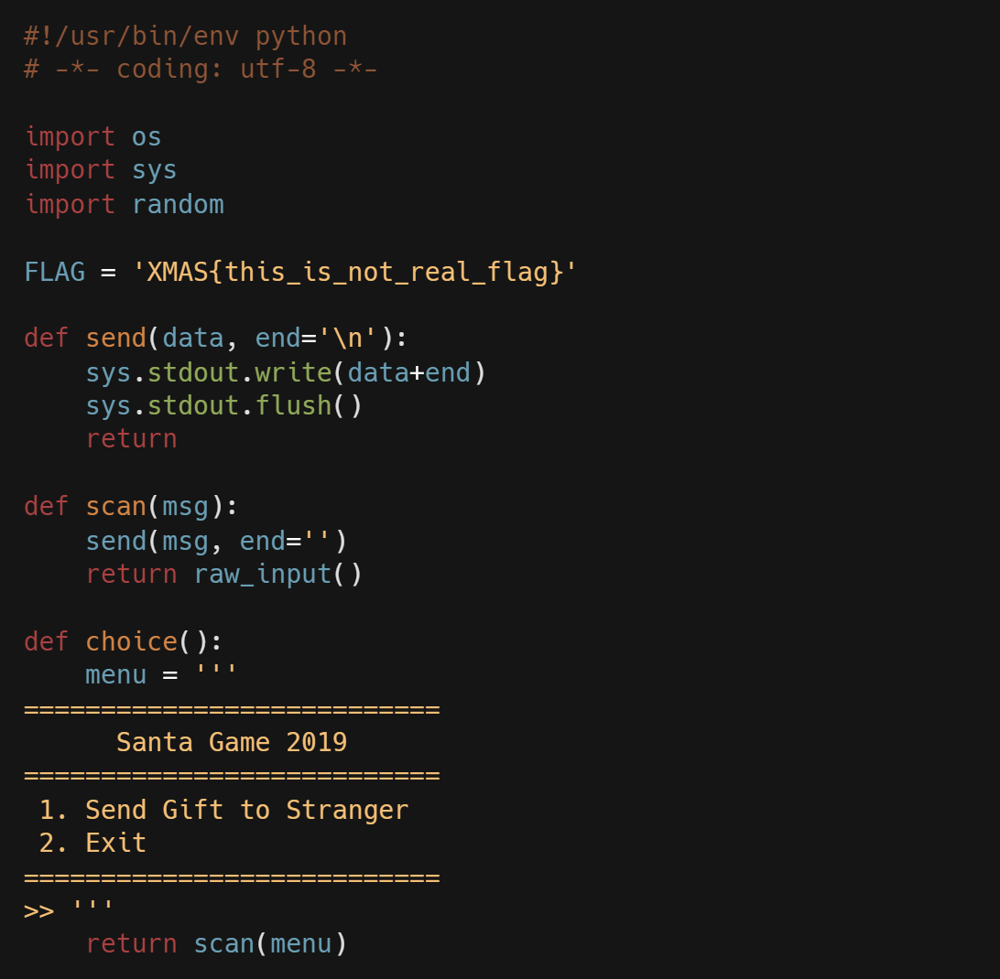 #!/usr/bin/env python
# -*- coding: utf-8 -*-

import os
import sys
import random

FLAG = 'XMAS{this_is_not_real_flag}'

def send(data, end='\n'):
    sys.stdout.write(data+end)
    sys.stdout.flush()
    return

def scan(msg):
    send(msg, end='')
    return raw_input()

def choice():
    menu = '''
===========================
      Santa Game 2019
===========================
 1. Send Gift to Stranger
 2. Exit
===========================
>> '''
    return scan(menu)